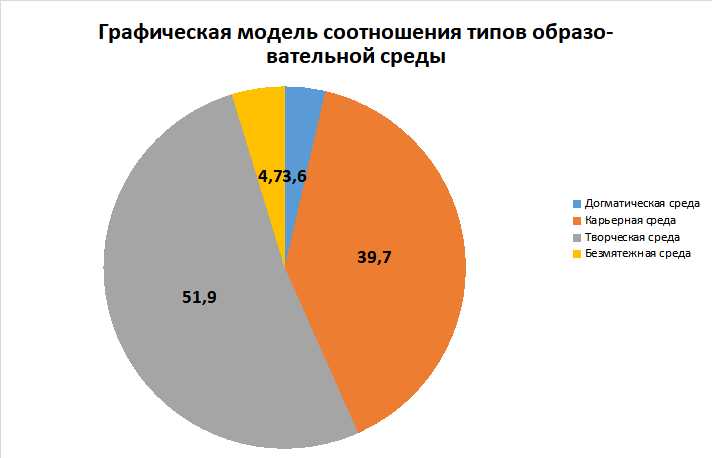 Графическая модель соотношения типов образо-
вательной среды
4,7
3,6
39,7
51,9
Догматическая среда
Карьерная среда
Творческая среда
Безмятежная среда